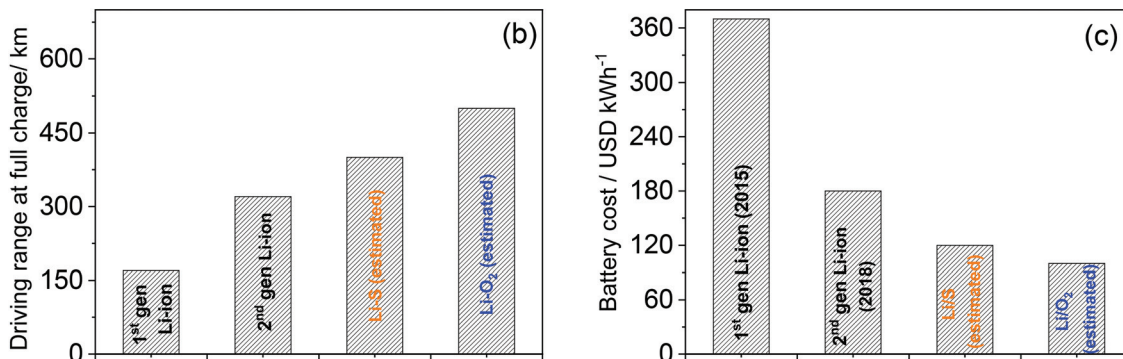 (b)
Driving range at full charge/ km
600
450
300
150
0
1st gen
Li-ion
2nd gen Li-ion
Li-S (estimated)
Li-O₂ (estimated)
(c)
Battery cost / USD kWh⁻¹
360
300
240
180
120
60
0
1st gen Li-ion (2015)
2nd gen Li-ion
(2018)
Li/S
(estimated)
Li/O₂
(estimated)